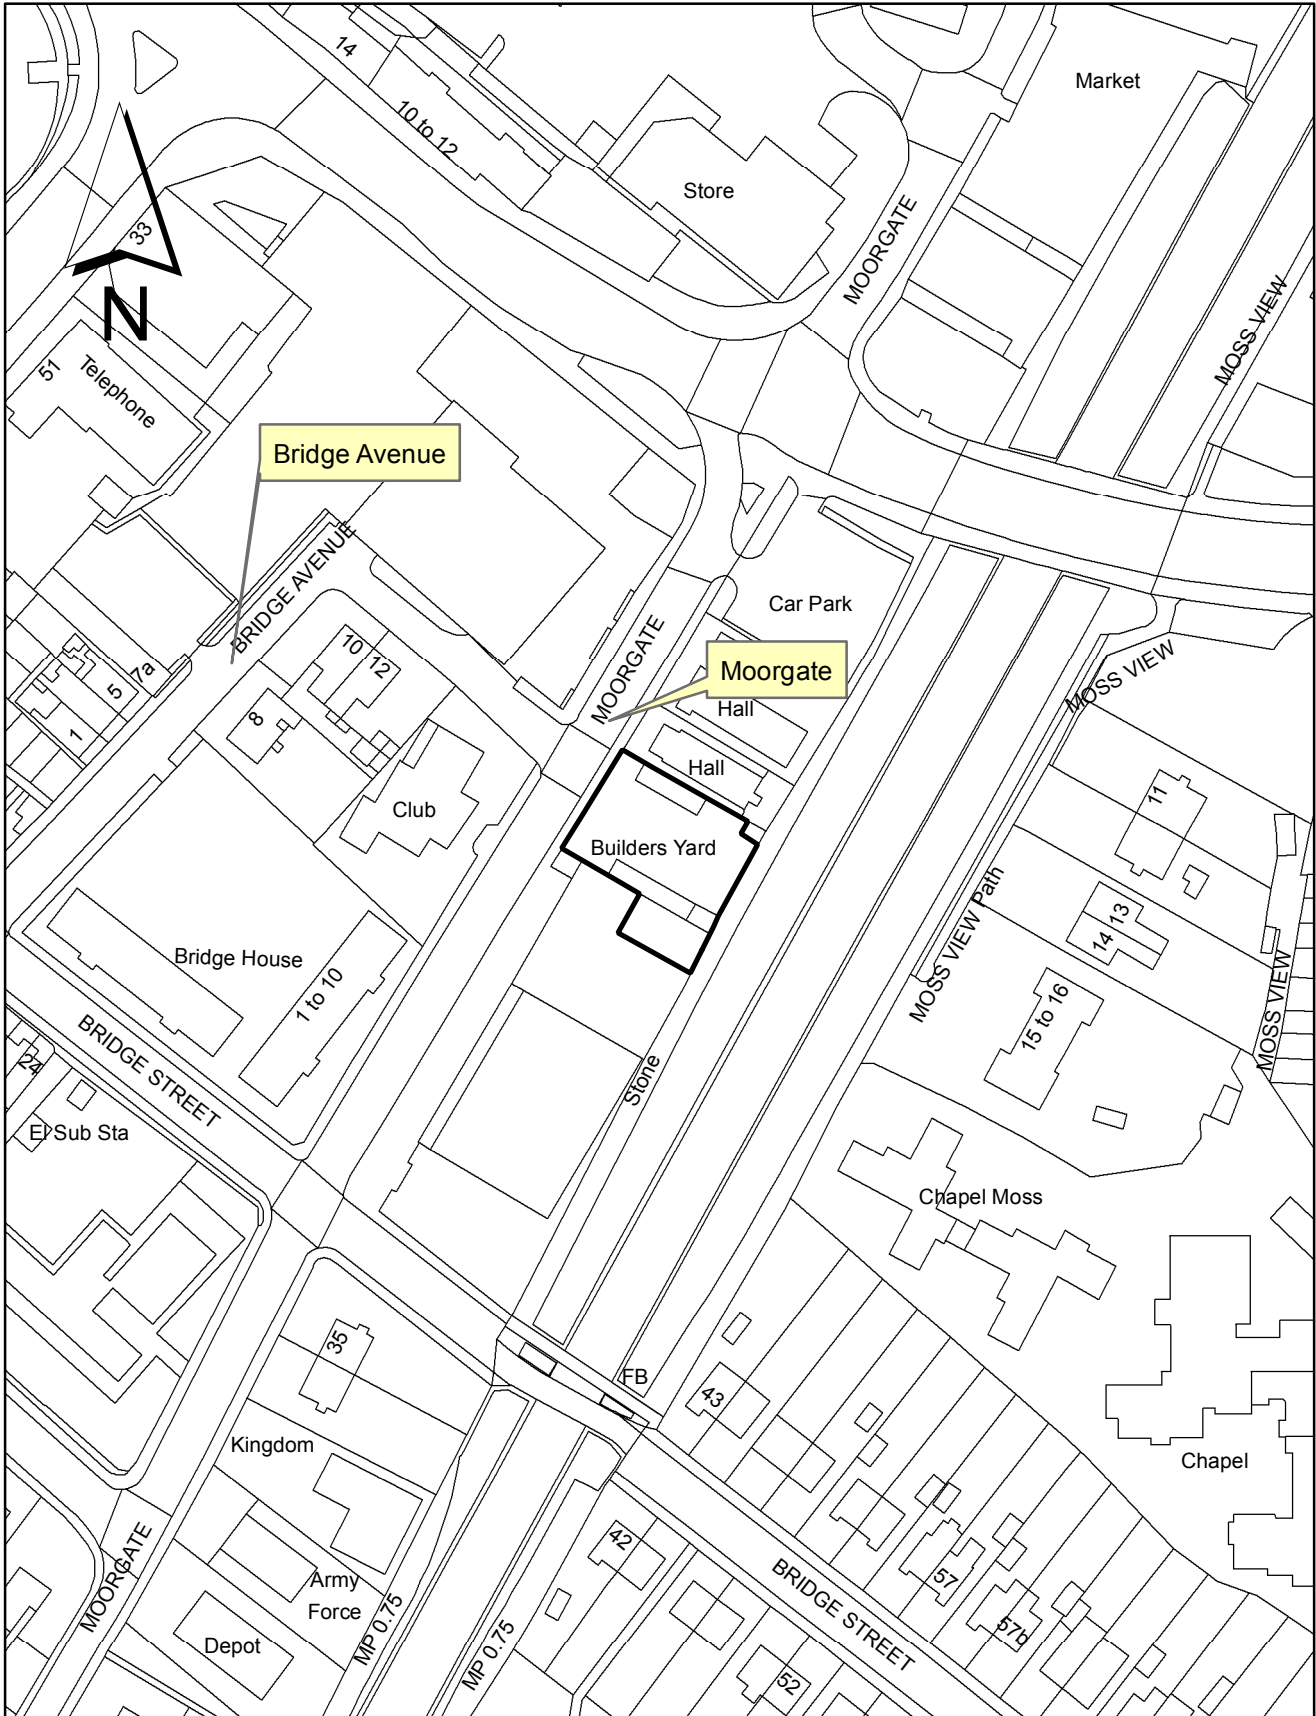 14
Market
10 to 12
Store
MOORGATE
33
N
MOSS VIEW
51
Telephone
Bridge Avenue
BRIDGE AVENUE
Car Park
10
12
MOORGATE
Moorgate
MOSS VIEW
7a
5
1
8
Hall
Hall
11
Club
Builders Yard
MOSS VIEW Path
13
14
Bridge House
1 to 10
15 to 16
MOSS VIEW
BRIDGE STREET
24
Stone
El Sub Sta
Chapel Moss
35
FB
43
Kingdom
Chapel
MOORGATE
Army
Force
MP 0.75
Depot
MP 0.75
42
57
BRIDGE STREET
57b
52